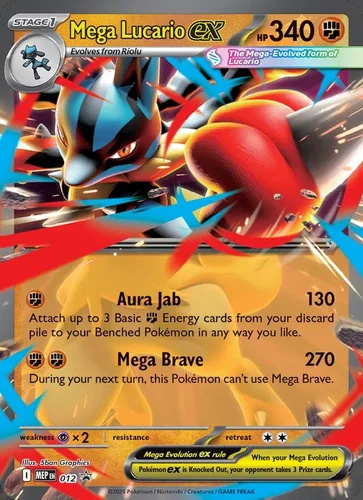 STAGE 1 Mega Lucario ex HP 340
Evolves from Riolu
The Mega-Evolved form of
Lucario
Aura Jab 130
Attach up to 3 Basic Energy cards from your discard
pile to your Benched Pokémon in any way you like.
Mega Brave 270
During your next turn, this Pokémon can't use Mega Brave.
weakness ×2 resistance retreat
Illus. 5ban Graphics
Mega Evolution ex rule When your Mega Evolution
Pokémon ex is Knocked Out, your opponent takes 3 Prize cards.
I MEP EN 012
©2025 Pokémon / Nintendo / Creatures / GAME FREAK